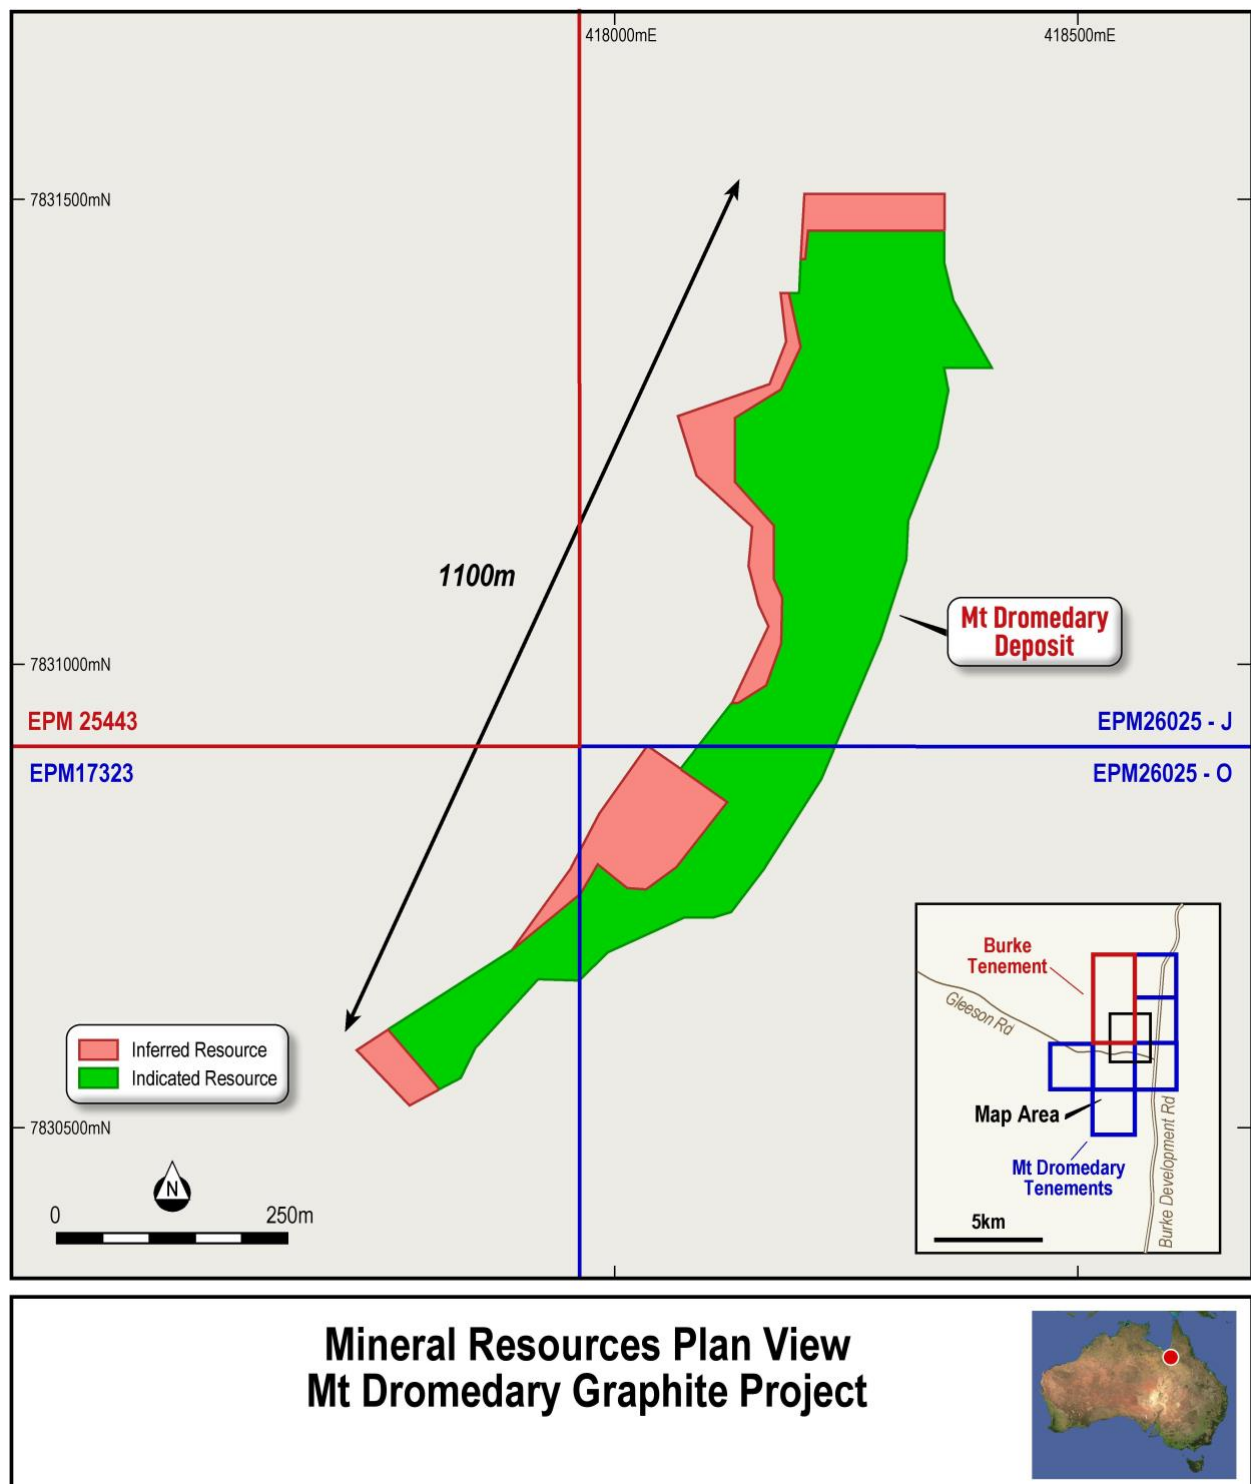 418000mE
418500mE
7831500mN
1100m
Mt Dromedary
Deposit
7831000mN
EPM 25443
EPM26025 - J
EPM17323
EPM26025 - O
Inferred Resource
Indicated Resource
7830500mN
N
0
250m
Burke
Tenement
Gleeson Rd
Map Area
Mt Dromedary
Tenements
Burke Development Rd
5km
Mineral Resources Plan View
Mt Dromedary Graphite Project